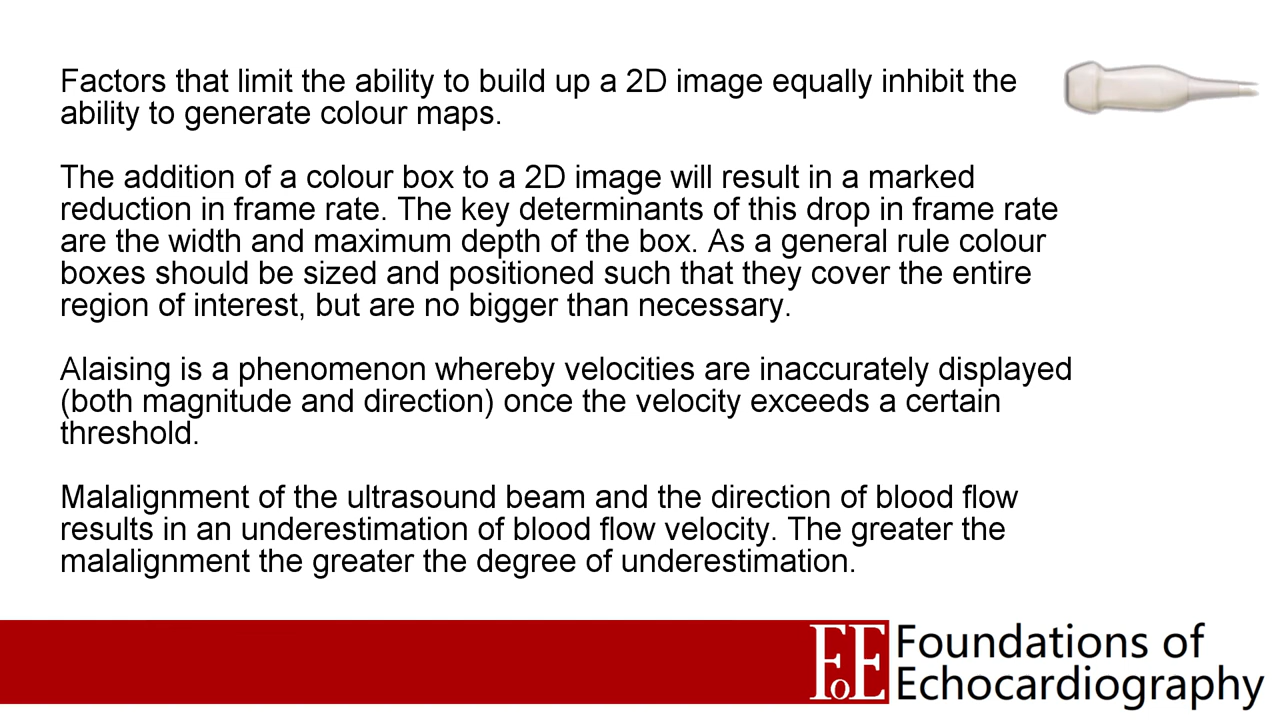 Factors that limit the ability to build up a 2D image equally inhibit the
ability to generate colour maps.
The addition of a colour box to a 2D image will result in a marked
reduction in frame rate. The key determinants of this drop in frame rate
are the width and maximum depth of the box. As a general rule colour
boxes should be sized and positioned such that they cover the entire
region of interest, but are no bigger than necessary.
Alaising is a phenomenon whereby velocities are inaccurately displayed
(both magnitude and direction) once the velocity exceeds a certain
threshold.
Malalignment of the ultrasound beam and the direction of blood flow
results in an underestimation of blood flow velocity. The greater the
malalignment the greater the degree of underestimation.
FoE
Foundations of
Echocardiography